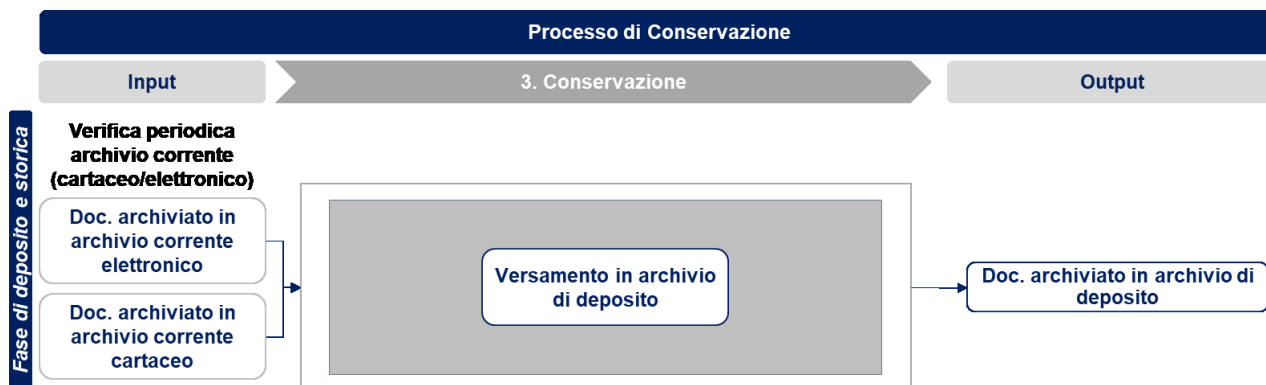 Processo di Conservazione
Input
3. Conservazione
Output
Fase di deposito e storica
Verifica periodica
archivio corrente
(cartaceo/elettronico)
Doc. archiviato in
archivio corrente
elettronico
Doc. archiviato in
archivio corrente
cartaceo
Versamento in archivio
di deposito
Doc. archiviato in archivio di
deposito